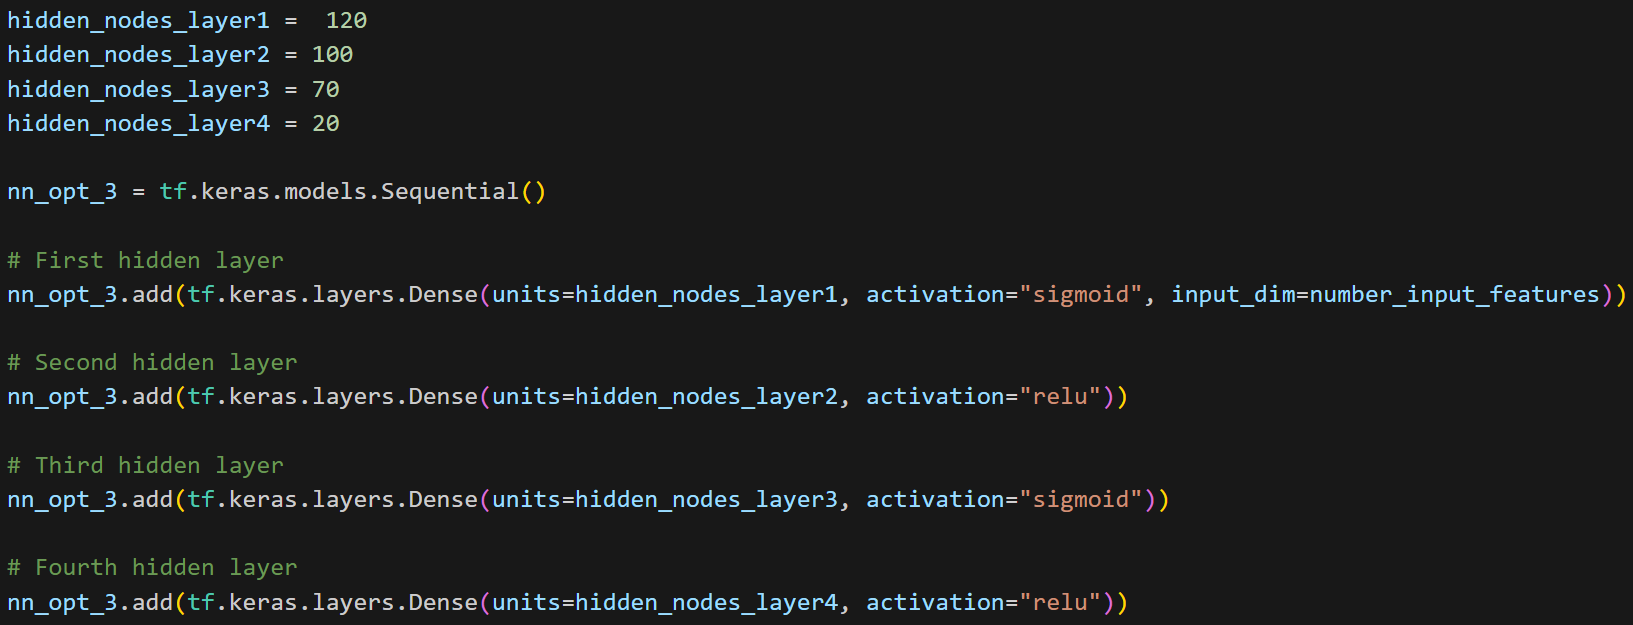 hidden_nodes_layer1 =  120
hidden_nodes_layer2 = 100
hidden_nodes_layer3 = 70
hidden_nodes_layer4 = 20
nn_opt_3 = tf.keras.models.Sequential()
# First hidden layer
nn_opt_3.add(tf.keras.layers.Dense(units=hidden_nodes_layer1, activation="sigmoid", input_dim=number_input_features))
# Second hidden layer
nn_opt_3.add(tf.keras.layers.Dense(units=hidden_nodes_layer2, activation="relu"))
# Third hidden layer
nn_opt_3.add(tf.keras.layers.Dense(units=hidden_nodes_layer3, activation="sigmoid"))
# Fourth hidden layer
nn_opt_3.add(tf.keras.layers.Dense(units=hidden_nodes_layer4, activation="relu"))